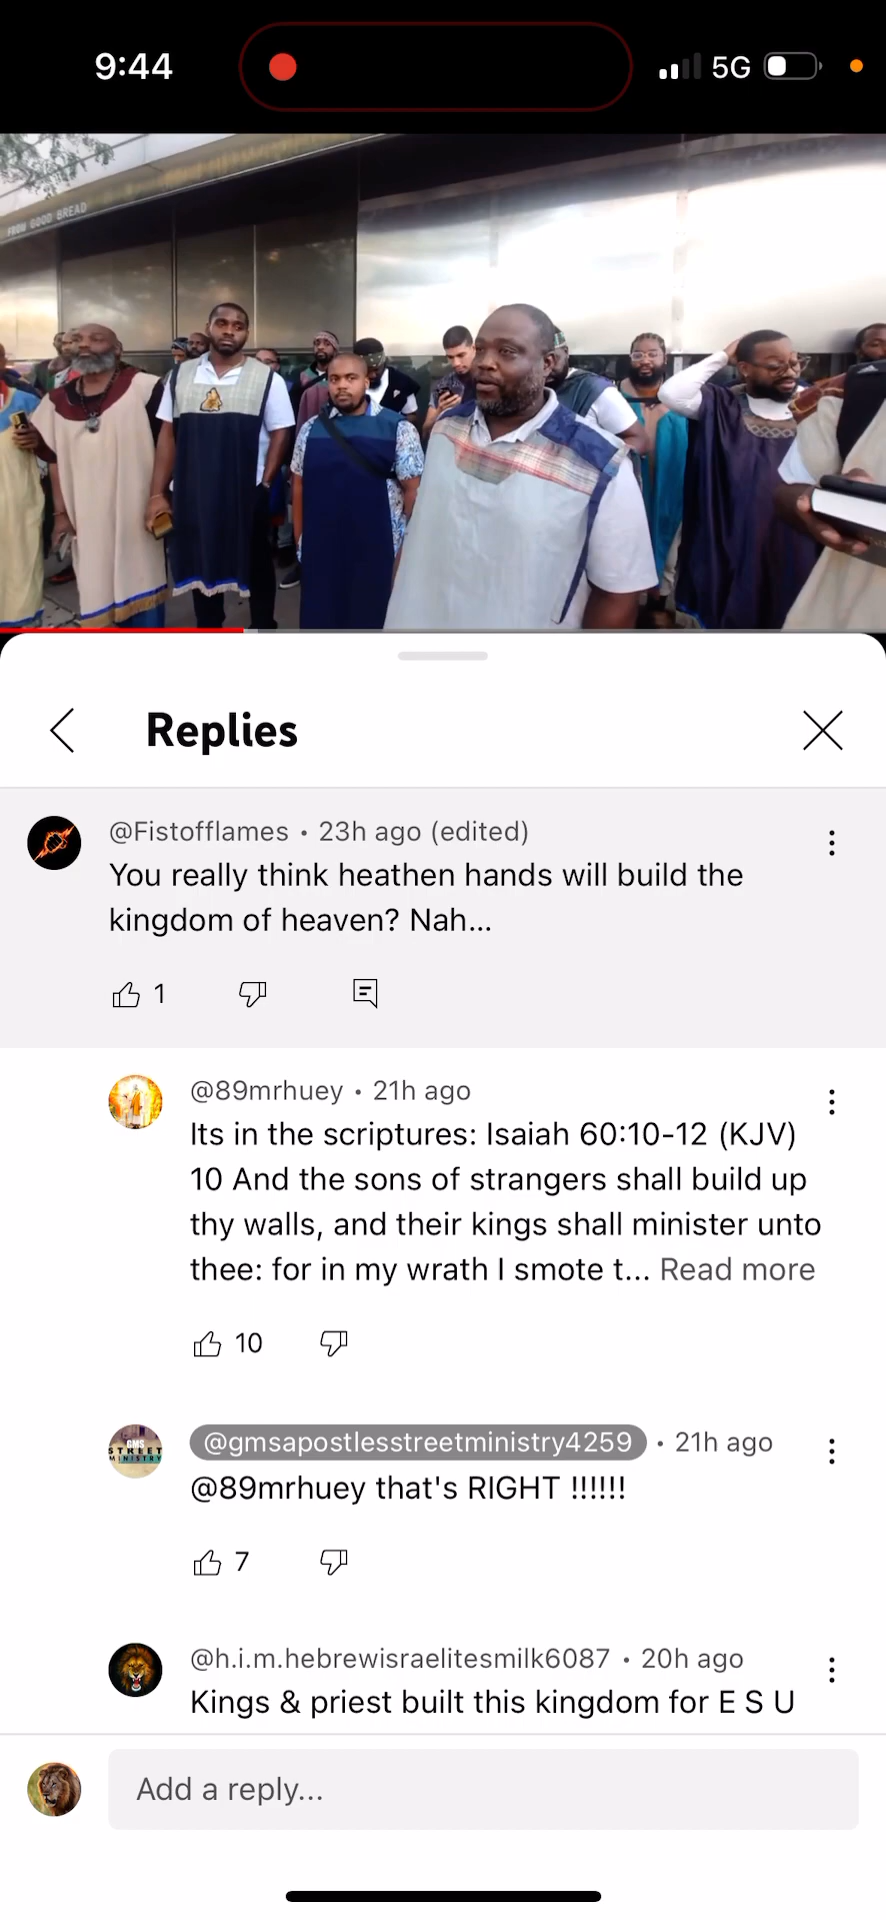 9:44
5G
FROM GOOD BREAD
Replies
@Fistofflames • 23h ago (edited)
You really think heathen hands will build the
kingdom of heaven? Nah...
1
@89mrhuey • 21h ago
Its in the scriptures: Isaiah 60:10-12 (KJV)
10 And the sons of strangers shall build up
thy walls, and their kings shall minister unto
thee: for in my wrath I smote t... Read more
10
GMS
STREET
MINISTRY
@gmsapostlesstreetministry4259 • 21h ago
@89mrhuey that's RIGHT !!!!!!
7
@h.i.m.hebrewisraelitesmilk6087 • 20h ago
Kings & priest built this kingdom for E S U
Add a reply...